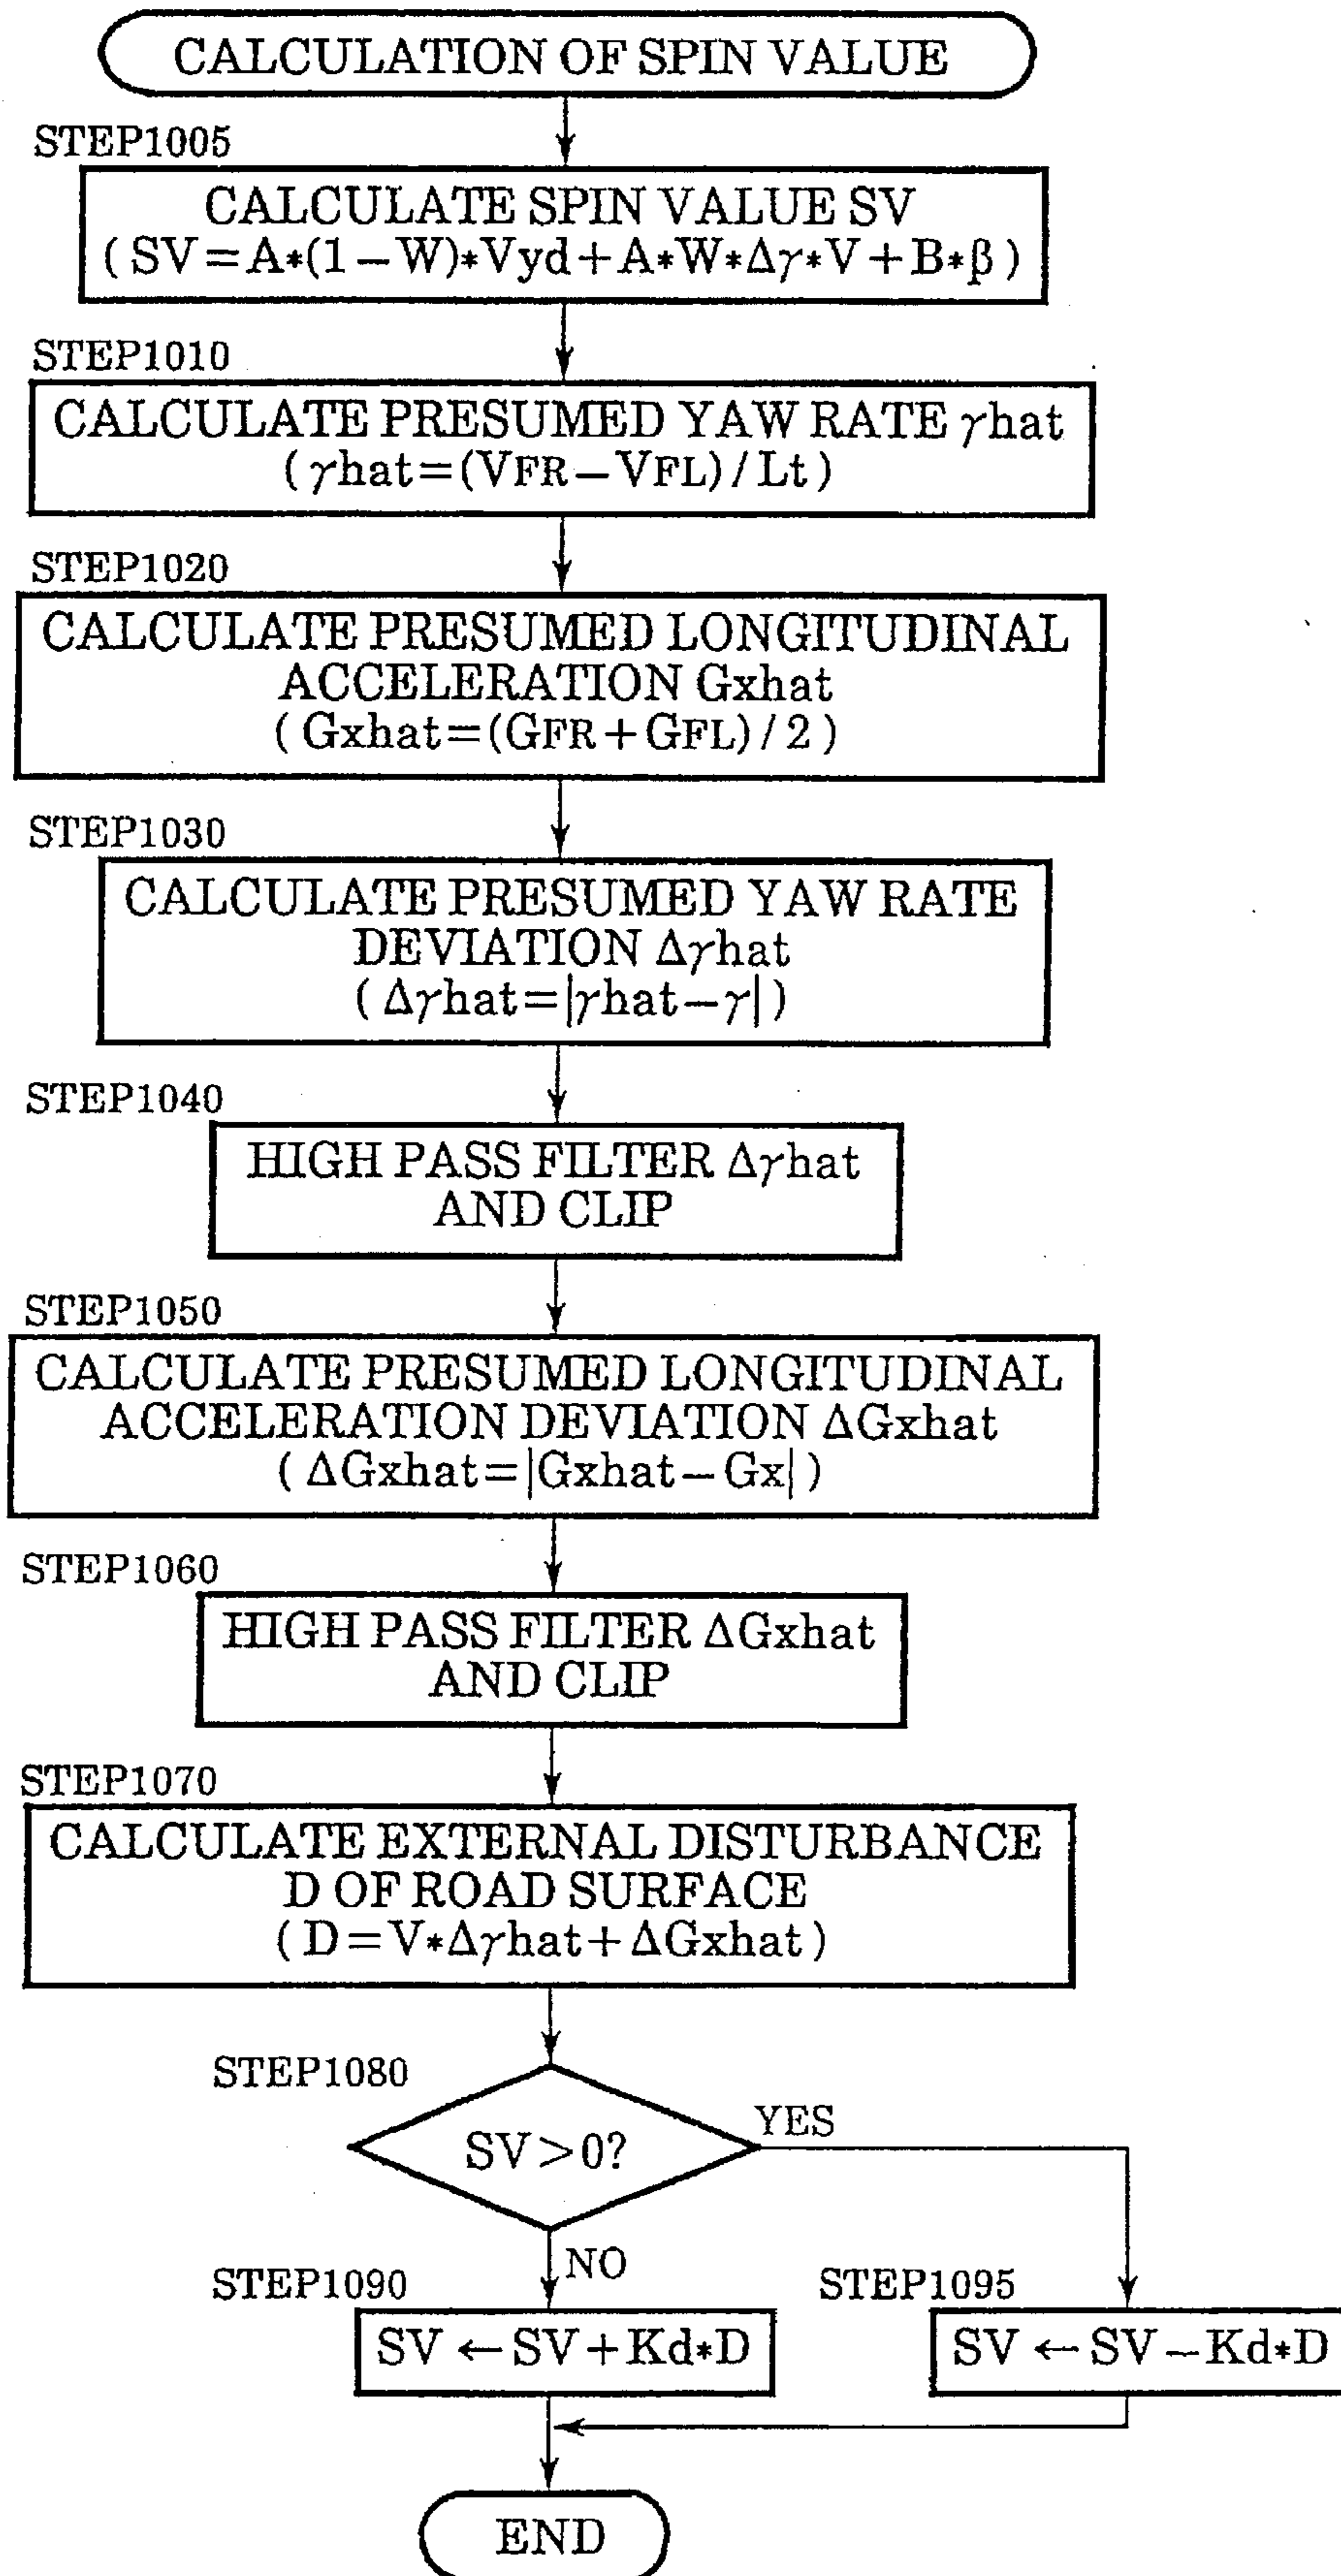 CALCULATION OF SPIN VALUE
STEP1005
CALCULATE SPIN VALUE SV
(SV=A*(1-W)*Vyd+A*W*Δγ*V+B*β)
STEP1010
CALCULATE PRESUMED YAW RATE γhat
(γhat=(VFR-VFL)/Lt)
STEP1020
CALCULATE PRESUMED LONGITUDINAL
ACCELERATION Gxhat
(Gxhat=(GFR+GFL)/2)
STEP1030
CALCULATE PRESUMED YAW RATE
DEVIATION Δγhat
(Δγhat=|γhat-γ|)
STEP1040
HIGH PASS FILTER Δγhat
AND CLIP
STEP1050
CALCULATE PRESUMED LONGITUDINAL
ACCELERATION DEVIATION ΔGxhat
(ΔGxhat=|Gxhat-Gx|)
STEP1060
HIGH PASS FILTER ΔGxhat
AND CLIP
STEP1070
CALCULATE EXTERNAL DISTURBANCE
D OF ROAD SURFACE
(D=V*Δγhat+ΔGxhat)
STEP1080
SV>0?
YES
NO
STEP1090
SV←SV+Kd*D
STEP1095
SV←SV-Kd*D
END